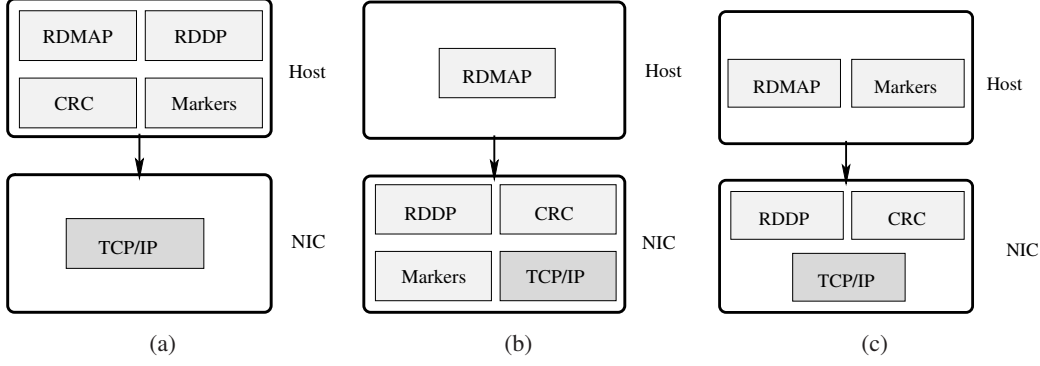 RDMAP RDDP
CRC Markers
Host
TCP/IP
NIC
(a)
RDMAP
Host
RDDP CRC
Markers TCP/IP
NIC
(b)
RDMAP Markers
Host
RDDP CRC
TCP/IP
NIC
(c)